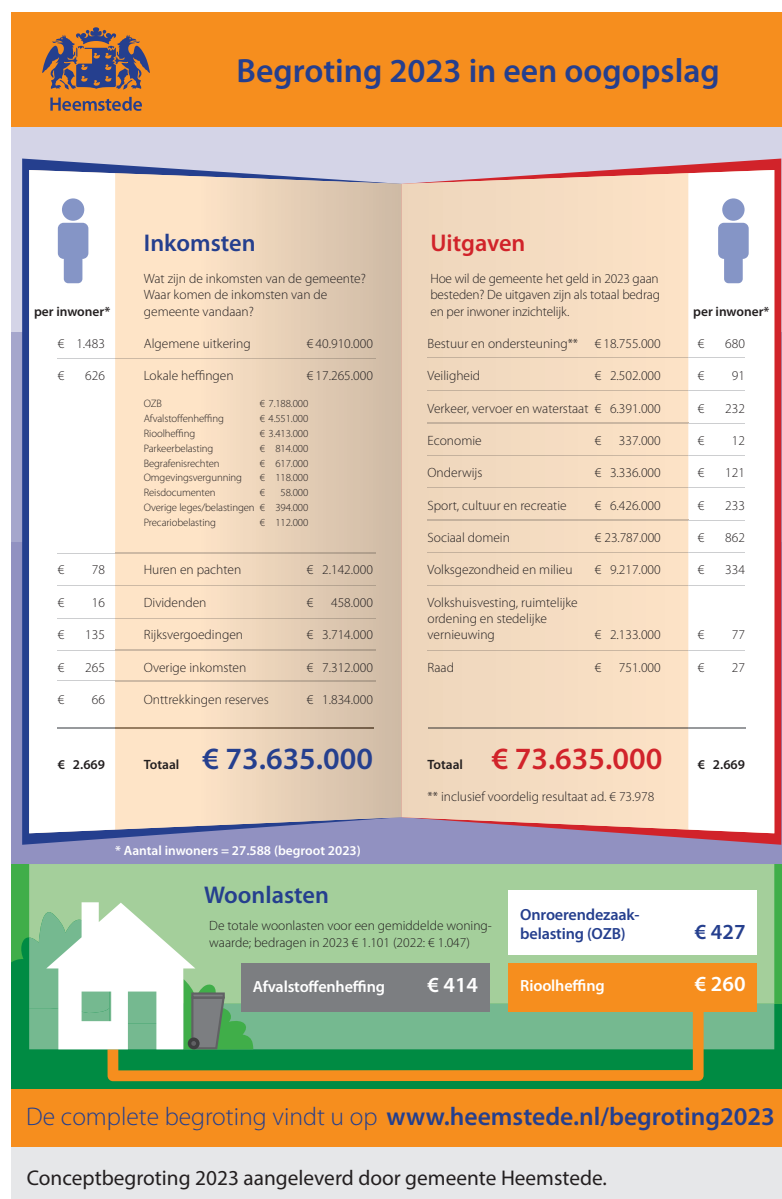 Heemstede
Begroting 2023 in een oogopslag
Inkomsten
Wat zijn de inkomsten van de gemeente?
Waar komen de inkomsten van de
gemeente vandaan?
per inwoner*
€ 1.483 Algemene uitkering € 40.910.000
€ 626 Lokale heffingen € 17.265.000
OZB € 7.188.000
Afvalstoffenheffing € 4.551.000
Rioolheffing € 3.413.000
Parkeerbelasting € 814.000
Begrafenisrechten € 617.000
Omgevingsvergunning € 118.000
Reisdocumenten € 58.000
Overige leges/belastingen € 394.000
Precariobelasting € 112.000
€ 78 Huren en pachten € 2.142.000
€ 16 Dividenden € 458.000
€ 135 Rijksvergoedingen € 3.714.000
€ 265 Overige inkomsten € 7.312.000
€ 66 Onttrekkingen reserves € 1.834.000
€ 2.669 Totaal € 73.635.000
Uitgaven
Hoe wil de gemeente het geld in 2023 gaan
besteden? De uitgaven zijn als totaal bedrag
en per inwoner inzichtelijk.
per inwoner*
Bestuur en ondersteuning** € 18.755.000 € 680
Veiligheid € 2.502.000 € 91
Verkeer, vervoer en waterstaat € 6.391.000 € 232
Economie € 337.000 € 12
Onderwijs € 3.336.000 € 121
Sport, cultuur en recreatie € 6.426.000 € 233
Sociaal domein € 23.787.000 € 862
Volksgezondheid en milieu € 9.217.000 € 334
Volkshuisvesting, ruimtelijke
ordening en stedelijke
vernieuwing € 2.133.000 € 77
Raad € 751.000 € 27
Totaal € 73.635.000 € 2.669
** inclusief voordelig resultaat ad. € 73.978
* Aantal inwoners = 27.588 (begroot 2023)
Woonlasten
De totale woonlasten voor een gemiddelde woning-
waarde; bedragen in 2023 € 1.101 (2022: € 1.047)
Afvalstoffenheffing € 414
Onroerendezaak-
belasting (OZB) € 427
Rioolheffing € 260
De complete begroting vindt u op www.heemstede.nl/begroting2023
Conceptbegroting 2023 aangeleverd door gemeente Heemstede.